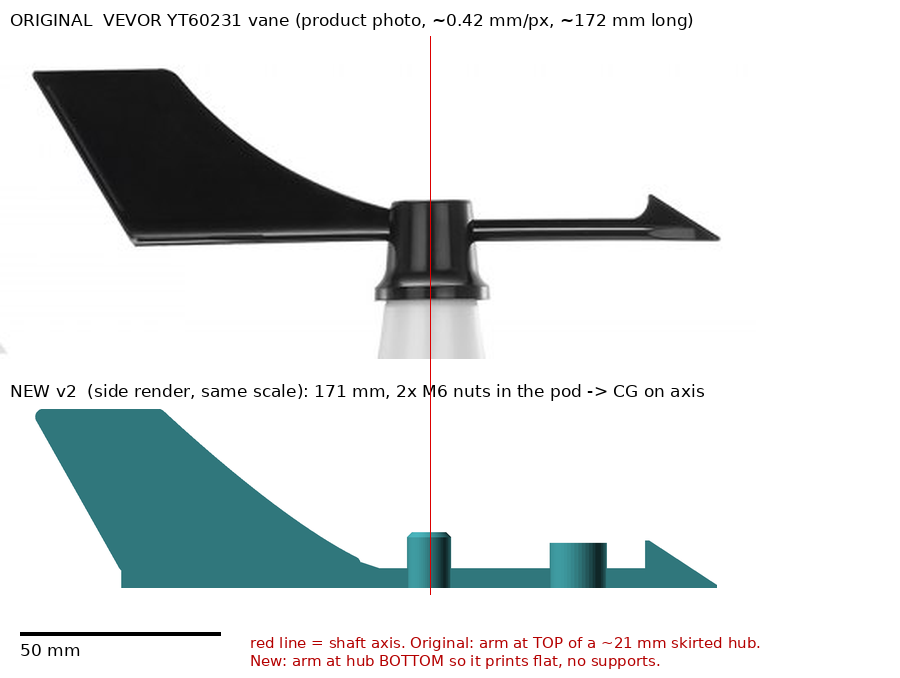 ORIGINAL  VEVOR YT60231 vane (product photo, ~0.42 mm/px, ~172 mm long)
NEW v2  (side render, same scale): 171 mm, 2x M6 nuts in the pod -> CG on axis
50 mm
red line = shaft axis. Original: arm at TOP of a ~21 mm skirted hub.
New: arm at hub BOTTOM so it prints flat, no supports.